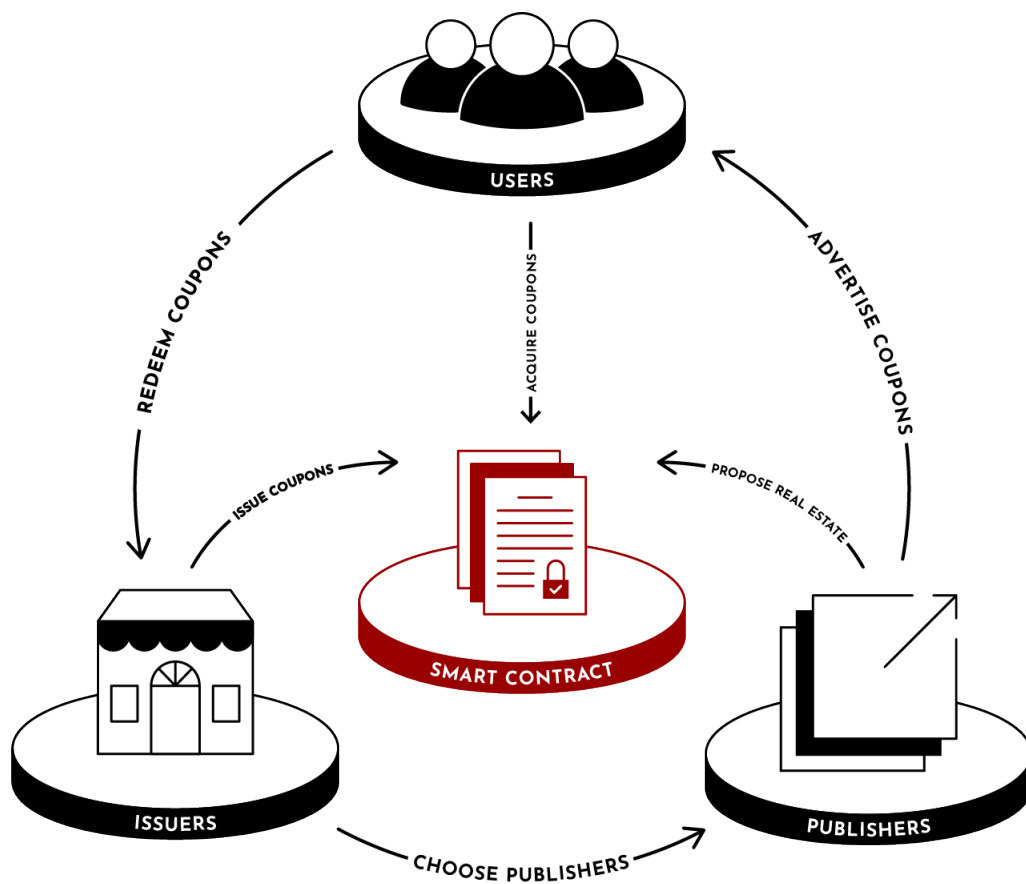 USERS
REDEEM COUPONS
ACQUIRE COUPONS
ADVERTISE COUPONS
ISSUE COUPONS
PROPOSE REAL ESTATE
SMART CONTRACT
ISSUERS
PUBLISHERS
CHOOSE PUBLISHERS